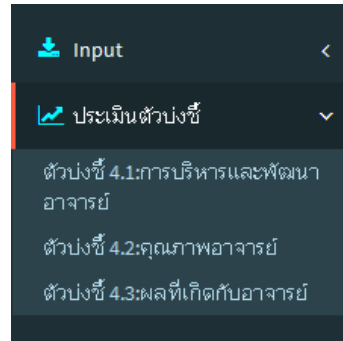 Input
ประเมินตัวบ่งชี้
ตัวบ่งชี้ 4.1:การบริหารและพัฒนา
อาจารย์
ตัวบ่งชี้ 4.2:คุณภาพอาจารย์
ตัวบ่งชี้ 4.3:ผลที่เกิดกับอาจารย์